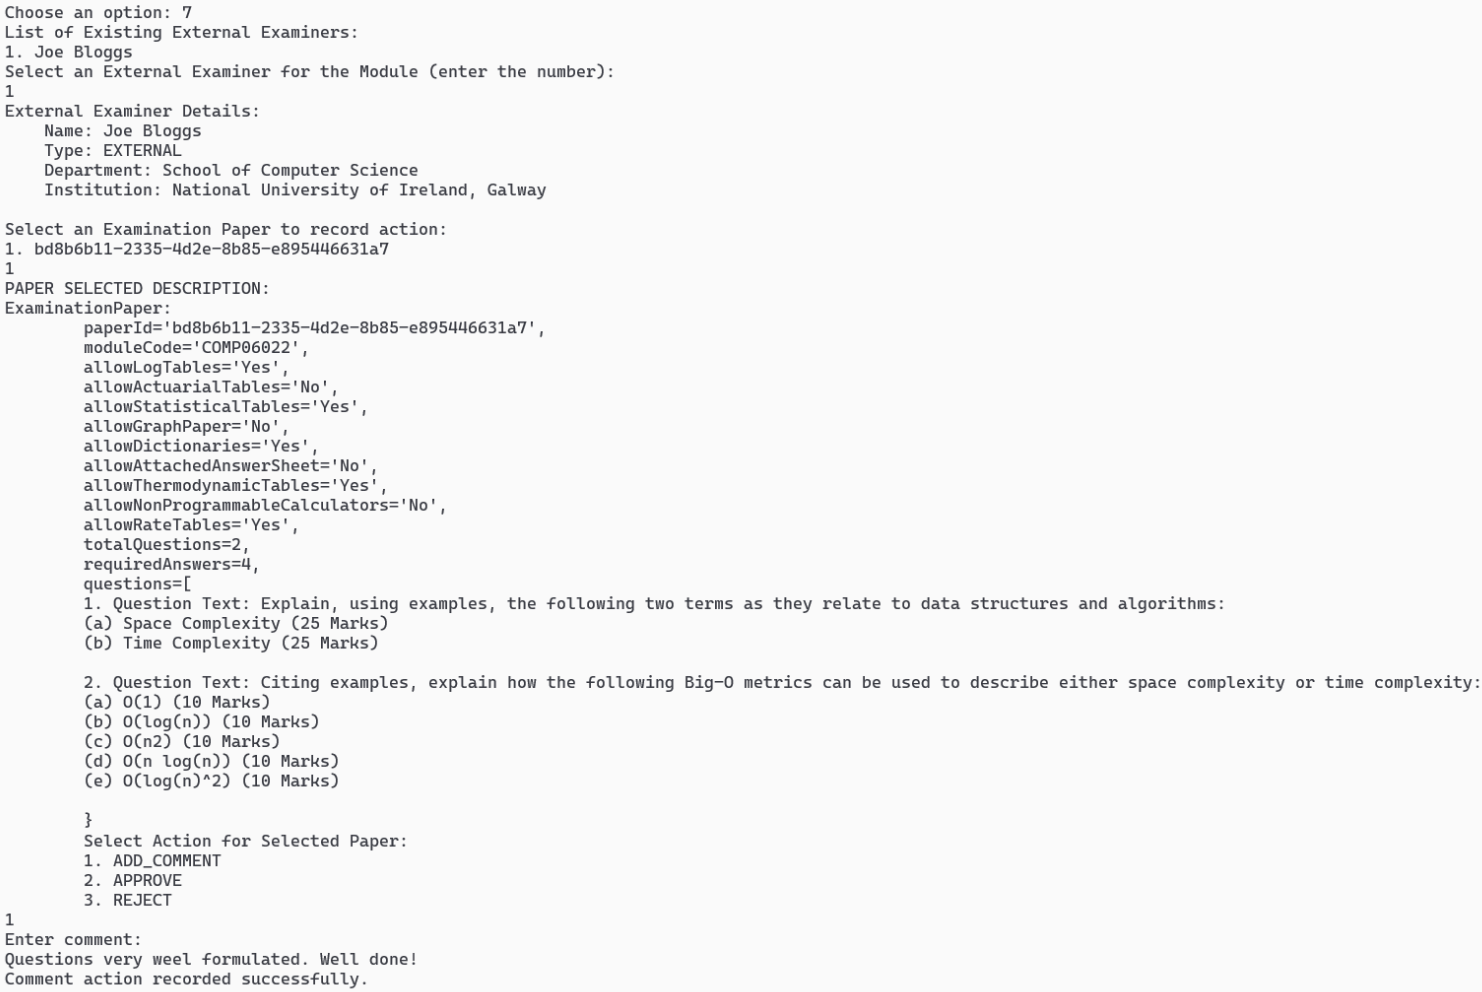 Choose an option: 7
List of Existing External Examiners:
1. Joe Bloggs
Select an External Examiner for the Module (enter the number):
1
External Examiner Details:
    Name: Joe Bloggs
    Type: EXTERNAL
    Department: School of Computer Science
    Institution: National University of Ireland, Galway

Select an Examination Paper to record action:
1. bd8b6b11-2335-4d2e-8b85-e895446631a7
1
PAPER SELECTED DESCRIPTION:
ExaminationPaper:
        paperId='bd8b6b11-2335-4d2e-8b85-e895446631a7',
        moduleCode='COMP06022',
        allowLogTables='Yes',
        allowActuarialTables='No',
        allowStatisticalTables='Yes',
        allowGraphPaper='No',
        allowDictionaries='Yes',
        allowAttachedAnswerSheet='No',
        allowThermodynamicTables='Yes',
        allowNonProgrammableCalculators='No',
        allowRateTables='Yes',
        totalQuestions=2,
        requiredAnswers=4,
        questions=[
        1. Question Text: Explain, using examples, the following two terms as they relate to data structures and algorithms:
        (a) Space Complexity (25 Marks)
        (b) Time Complexity (25 Marks)

        2. Question Text: Citing examples, explain how the following Big-O metrics can be used to describe either space complexity or time complexity:
        (a) O(1) (10 Marks)
        (b) O(log(n)) (10 Marks)
        (c) O(n2) (10 Marks)
        (d) O(n log(n)) (10 Marks)
        (e) O(log(n)^2) (10 Marks)

        }
        Select Action for Selected Paper:
        1. ADD_COMMENT
        2. APPROVE
        3. REJECT
1
Enter comment:
Questions very weel formulated. Well done!
Comment action recorded successfully.